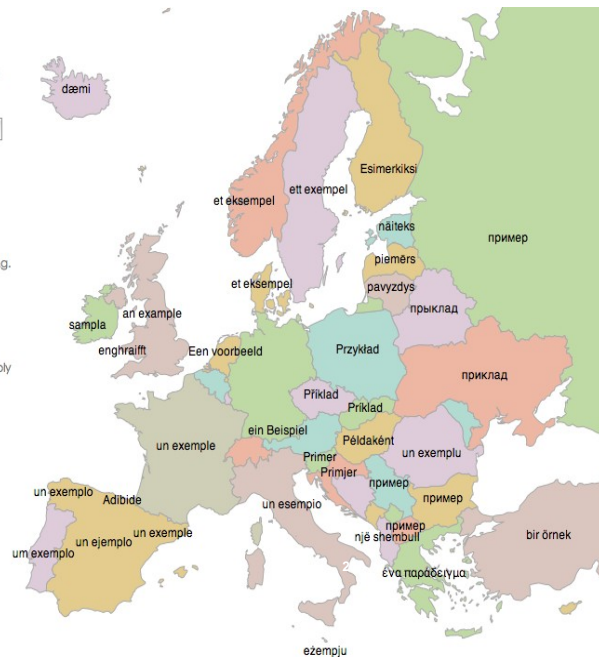 dæmi
Esimerkiksi
ett exempel
et eksempel
näiteks
пример
g.
piemērs
et eksempel
pavyzdys
прыклад
an example
sampla
enghraifft
Een voorbeeld
Przykład
ply
приклад
Příklad
Príklad
ein Beispiel
Példaként
un exemple
un exemplu
Primer
Primjer
пример
un exemplo
Adibide
un esempio
пример
un exemple
пример
bir örnek
një shembull
un ejemplo
um exemplo
ένα παράδειγμα
eżempju